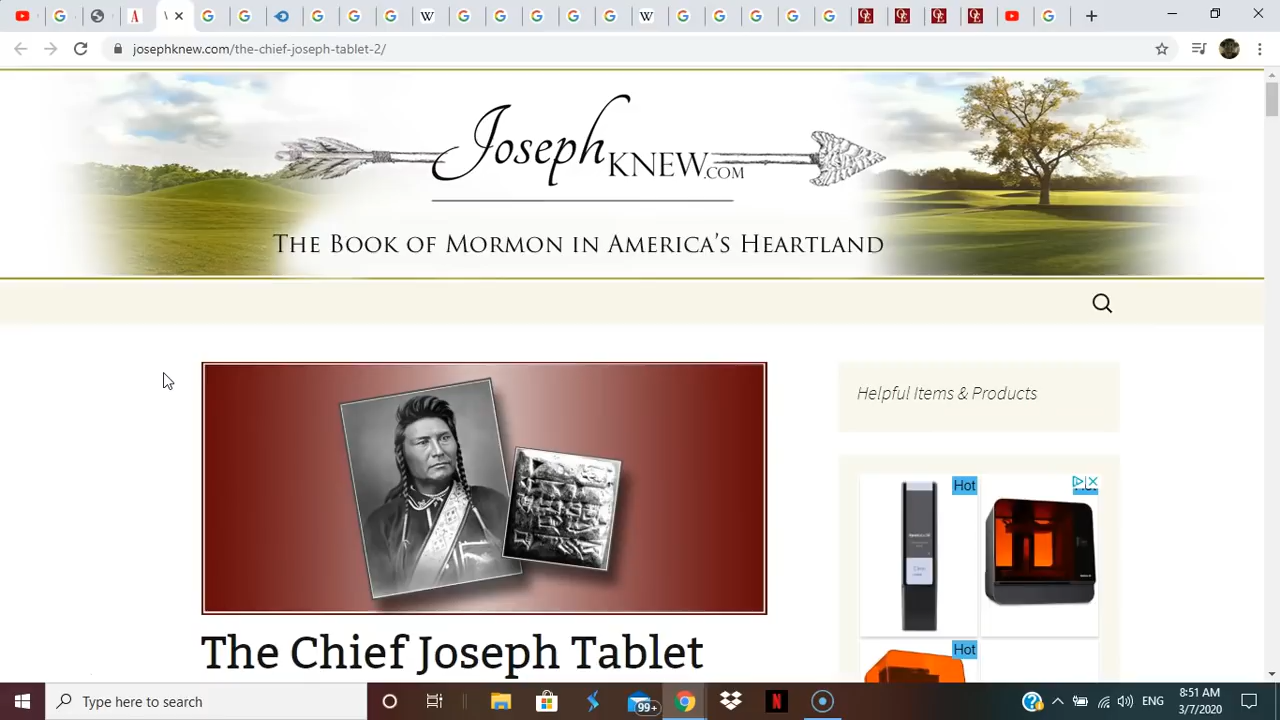 josephknew.com/the-chief-joseph-tablet-2/
Joseph KNEW.COM
THE BOOK OF MORMON IN AMERICA'S HEARTLAND
Helpful Items & Products
Hot
Hot
The Chief Joseph Tablet
Type here to search
99+
ENG
8:51 AM
3/7/2020